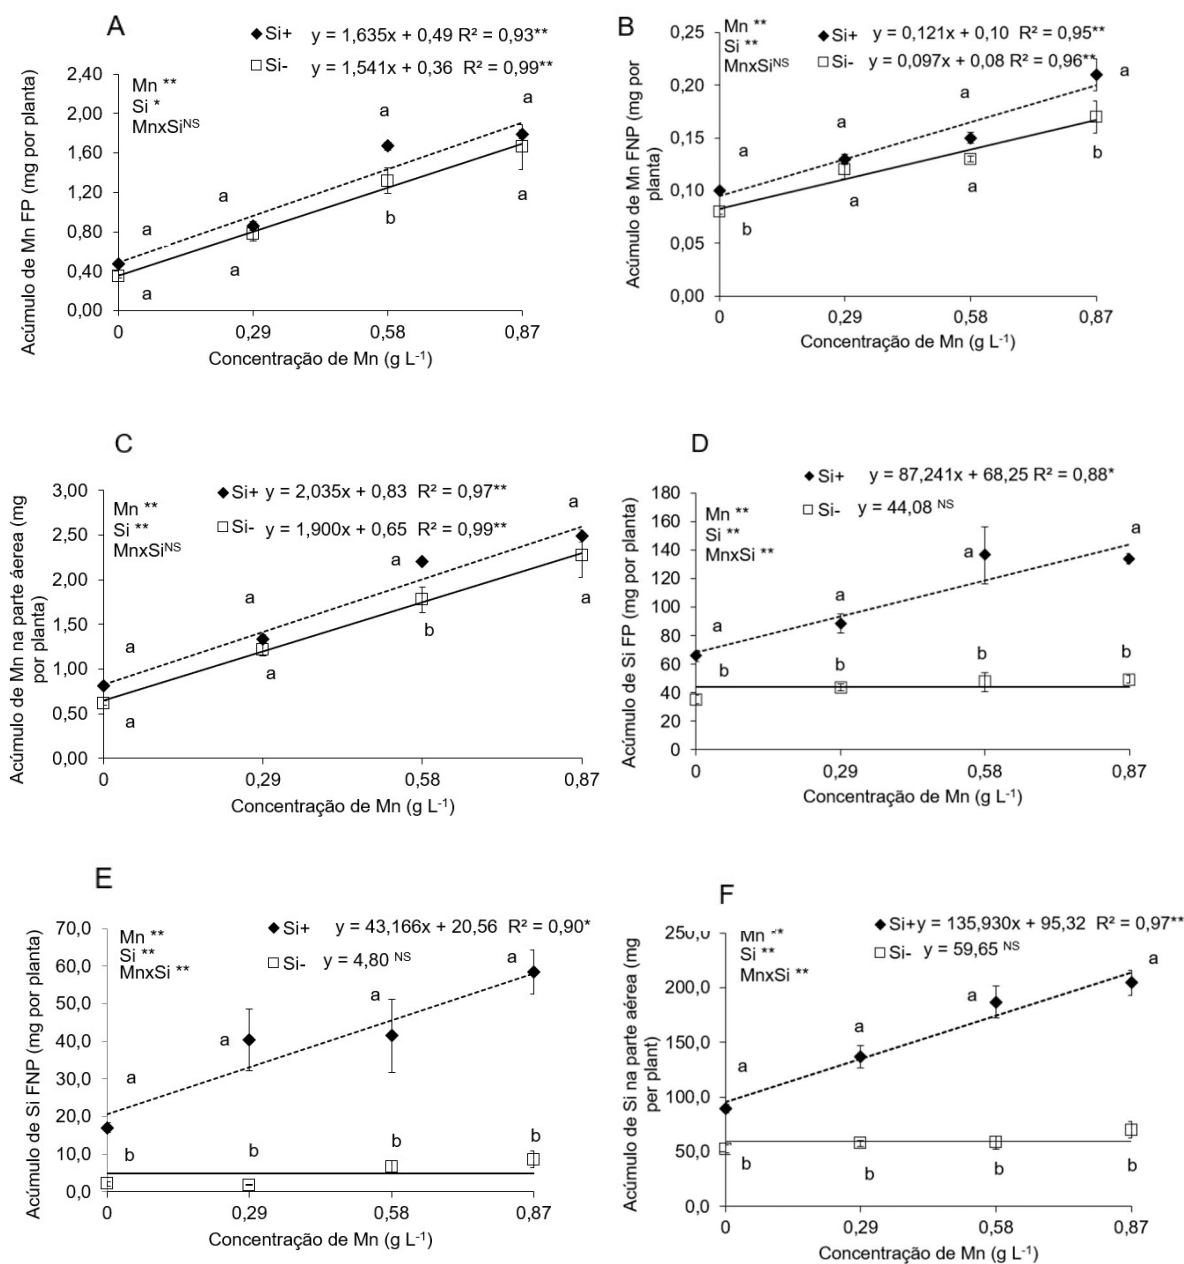 A
Si+ y = 1,635x + 0,49 R² = 0,93**
Si- y = 1,541x + 0,36 R² = 0,99**
Mn **
Si *
MnxSiᴺˢ
Acúmulo de Mn FP (mg por planta)
2,40
2,00
1,60
1,20
0,80
0,40
0,00
a
a
a
a
a
a
b
a
0
0,29
0,58
0,87
Concentração de Mn (g L⁻¹)
B
Mn **
Si **
MnxSiᴺˢ
Si+ y = 0,121x + 0,10 R² = 0,95**
Si- y = 0,097x + 0,08 R² = 0,96**
Acúmulo de Mn FNP (mg por
planta)
0,25
0,20
0,15
0,10
0,05
0,00
a
a
a
a
b
a
a
b
0
0,29
0,58
0,87
Concentração de Mn (g L⁻¹)
C
Si+ y = 2,035x + 0,83 R² = 0,97**
Si- y = 1,900x + 0,65 R² = 0,99**
Mn **
Si **
MnxSiᴺˢ
Acúmulo de Mn na parte áerea (mg
por planta)
3,00
2,50
2,00
1,50
1,00
0,50
0,00
a
a
a
a
a
a
b
a
0
0,29
0,58
0,87
Concentração de Mn (g L⁻¹)
D
Si+ y = 87,241x + 68,25 R² = 0,88*
Si- y = 44,08 ᴺˢ
Mn **
Si **
MnxSi **
Acúmulo de Si FP (mg por planta)
180
160
140
120
100
80
60
40
20
0
a
a
a
a
b
b
b
b
0
0,29
0,58
0,87
Concentração de Mn (g L⁻¹)
E
Si+ y = 43,166x + 20,56 R² = 0,90*
Si- y = 4,80 ᴺˢ
Mn **
Si **
MnxSi **
Acúmulo de Si FNP (mg por planta)
70,0
60,0
50,0
40,0
30,0
20,0
10,0
0,0
a
a
a
a
b
b
b
b
0
0,29
0,58
0,87
Concentração de Mn (g L⁻¹)
F
Si+y = 135,930x + 95,32 R² = 0,97**
Si- y = 59,65 ᴺˢ
Mn **
Si **
MnxSi **
Acúmulo de Si na parte aérea (mg
per plant)
250,0
200,0
150,0
100,0
50,0
0,0
a
a
a
a
b
b
b
b
0
0,29
0,58
0,87
Concentração de Mn (g L⁻¹)